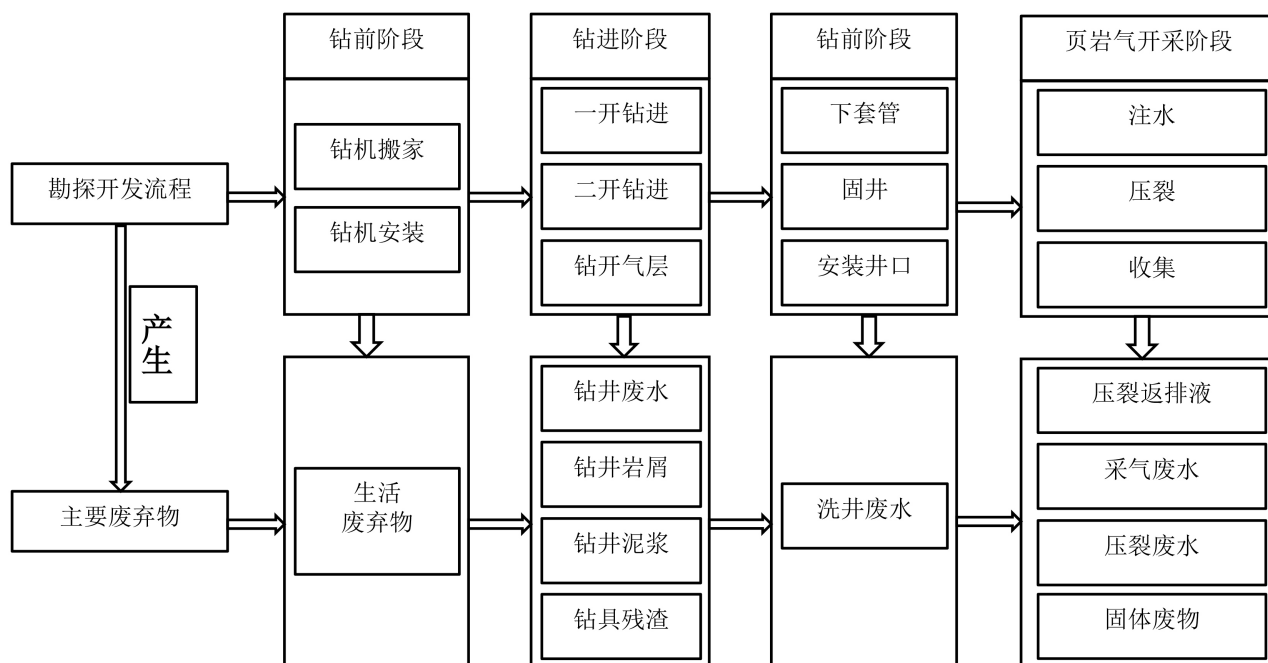 钻前阶段
钻进阶段
钻前阶段
页岩气开采阶段
勘探开发流程
钻机搬家
钻机安装
一开钻进
二开钻进
钻开气层
下套管
固井
安装井口
注水
压裂
收集
产
生
主要废弃物
生活
废弃物
钻井废水
钻井岩屑
钻井泥浆
钻具残渣
洗井废水
压裂返排液
采气废水
压裂废水
固体废物